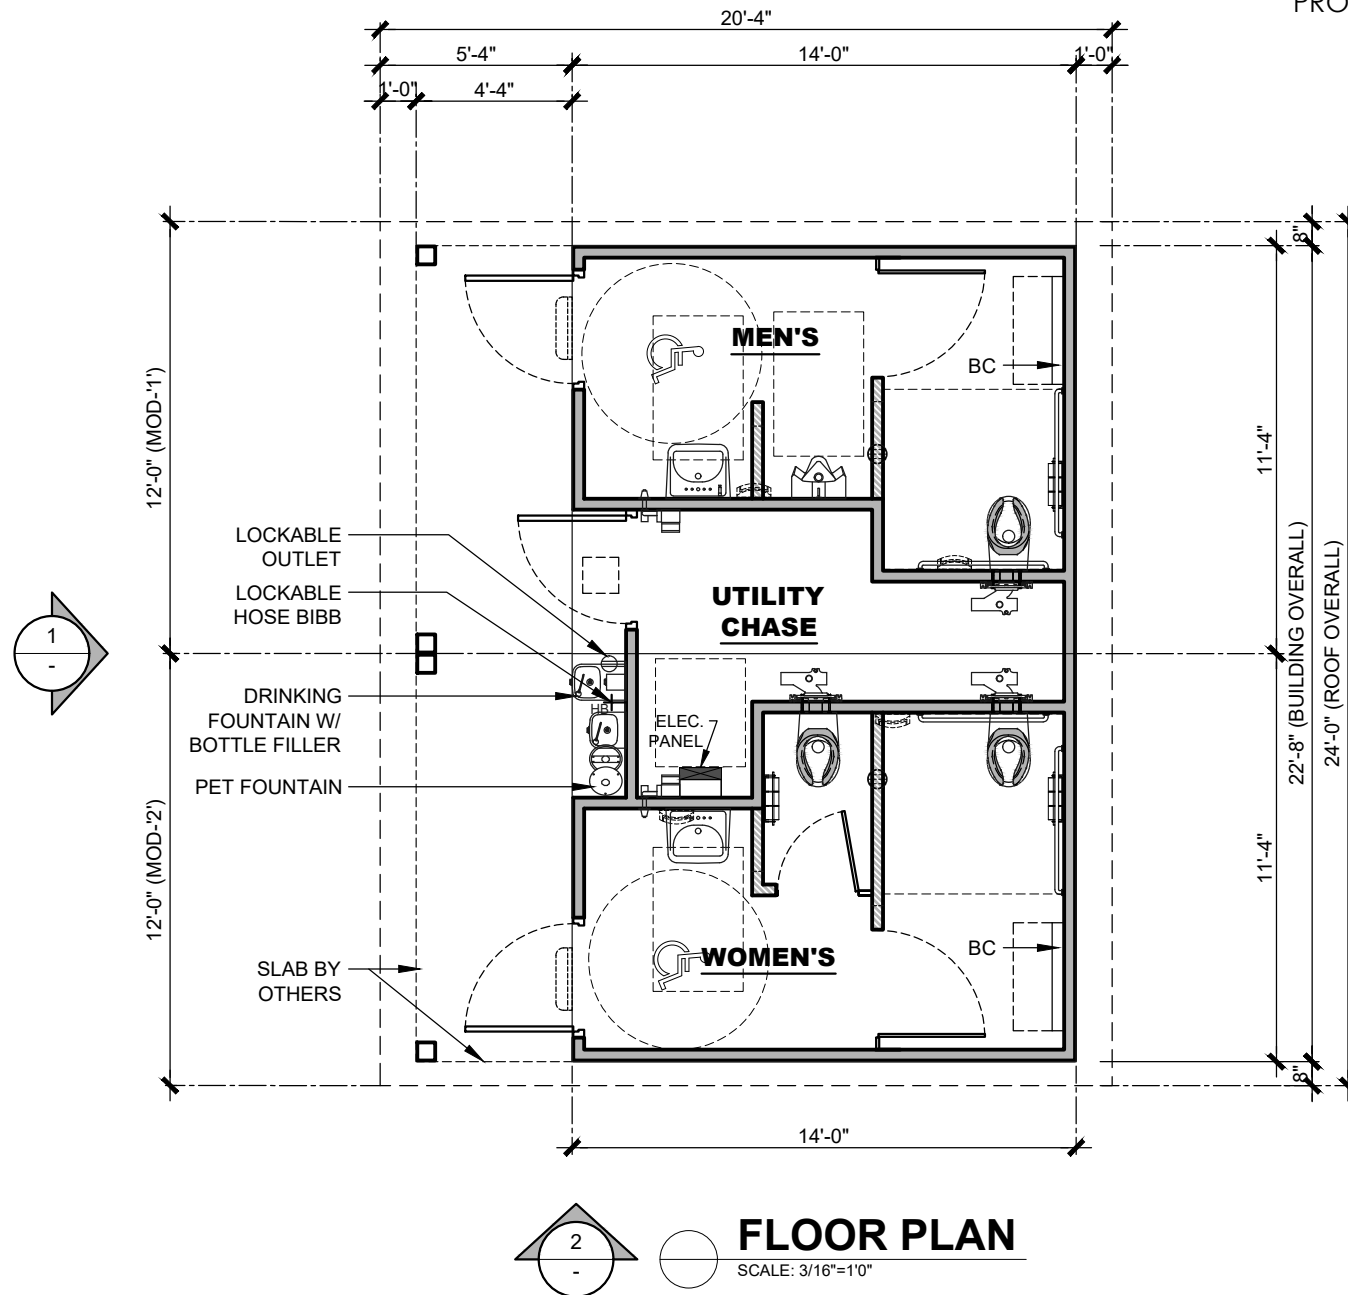 PRO
20'-4"
5'-4"
14'-0"
1'-0"
1'-0"
4'-4"
8"
MEN'S
BC
12'-0" (MOD-'1')
11'-4"
LOCKABLE
OUTLET
LOCKABLE
HOSE BIBB
UTILITY
CHASE
22'-8" (BUILDING OVERALL)
24'-0" (ROOF OVERALL)
1
-
DRINKING
FOUNTAIN W/
BOTTLE FILLER
HB
ELEC.
PANEL
PET FOUNTAIN
12'-0" (MOD-'2')
11'-4"
WOMEN'S
BC
SLAB BY
OTHERS
8"
14'-0"
2
-
FLOOR PLAN
SCALE: 3/16"=1'0"